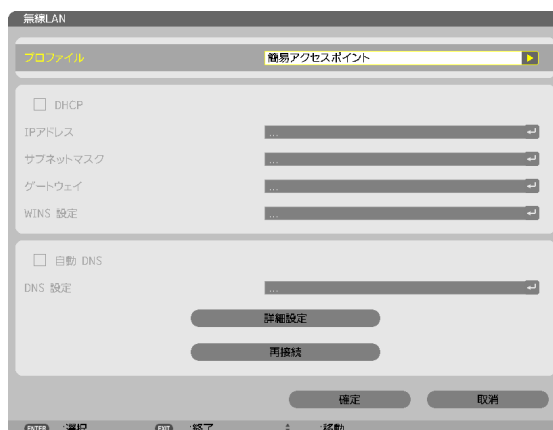 無線LAN
プロファイル 簡易アクセスポイント
DHCP
IPアドレス ...
サブネットマスク ...
ゲートウェイ ...
WINS 設定 ...
自動 DNS
DNS 設定 ...
詳細設定
再接続
確定 取消
ENTER :選択 EXIT :終了 :移動